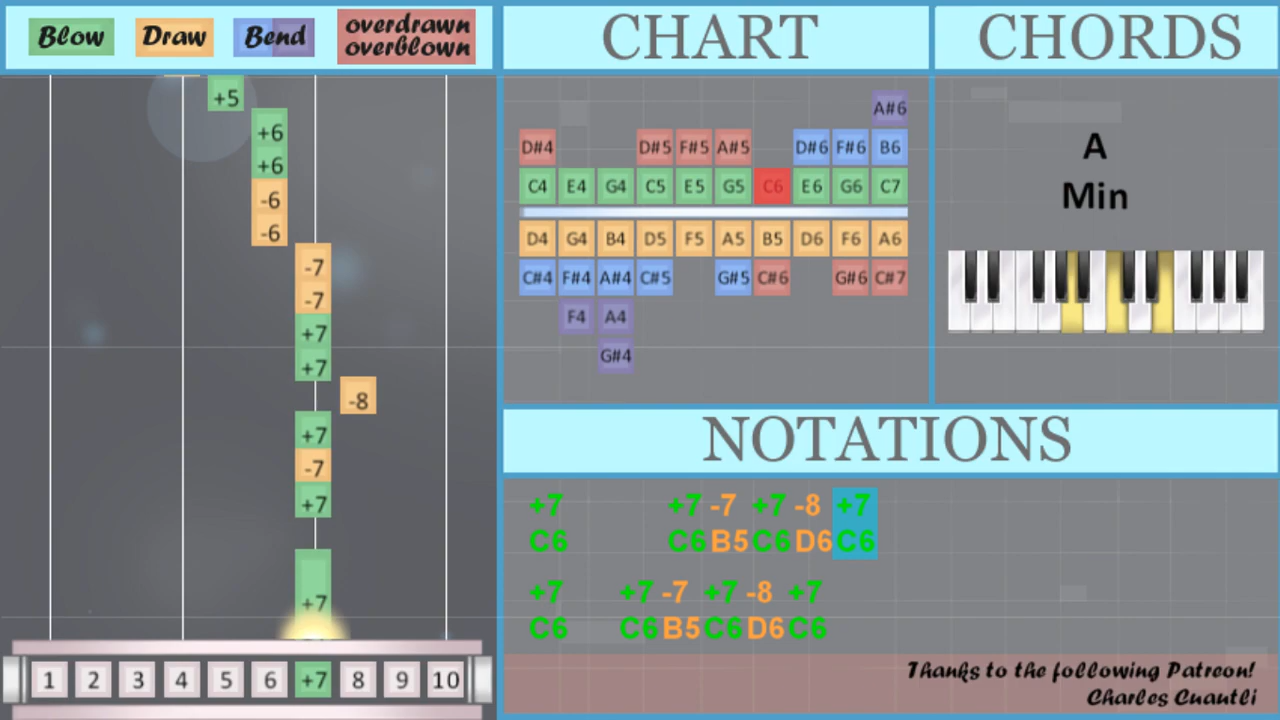 Blow Draw Bend overdrawn
overblown
CHART
CHORDS
+5
+6
+6
-6
-6
-7
-7
+7
+7
-8
+7
-7
+7
+7
1 2 3 4 5 6 +7 8 9 10
A#6
D#4 D#5 F#5 A#5 D#6 F#6 B6
C4 E4 G4 C5 E5 G5 C6 E6 G6 C7
D4 G4 B4 D5 F5 A5 B5 D6 F6 A6
C#4 F#4 A#4 C#5 G#5 C#6 G#6 C#7
F4 A4
G#4
A
Min
NOTATIONS
+7 +7 -7 +7 -8 +7
C6 C6 B5 C6 D6 C6
+7 +7 -7 +7 -8 +7
C6 C6 B5 C6 D6 C6
Thanks to the following Patreon!
Charles Cuautli